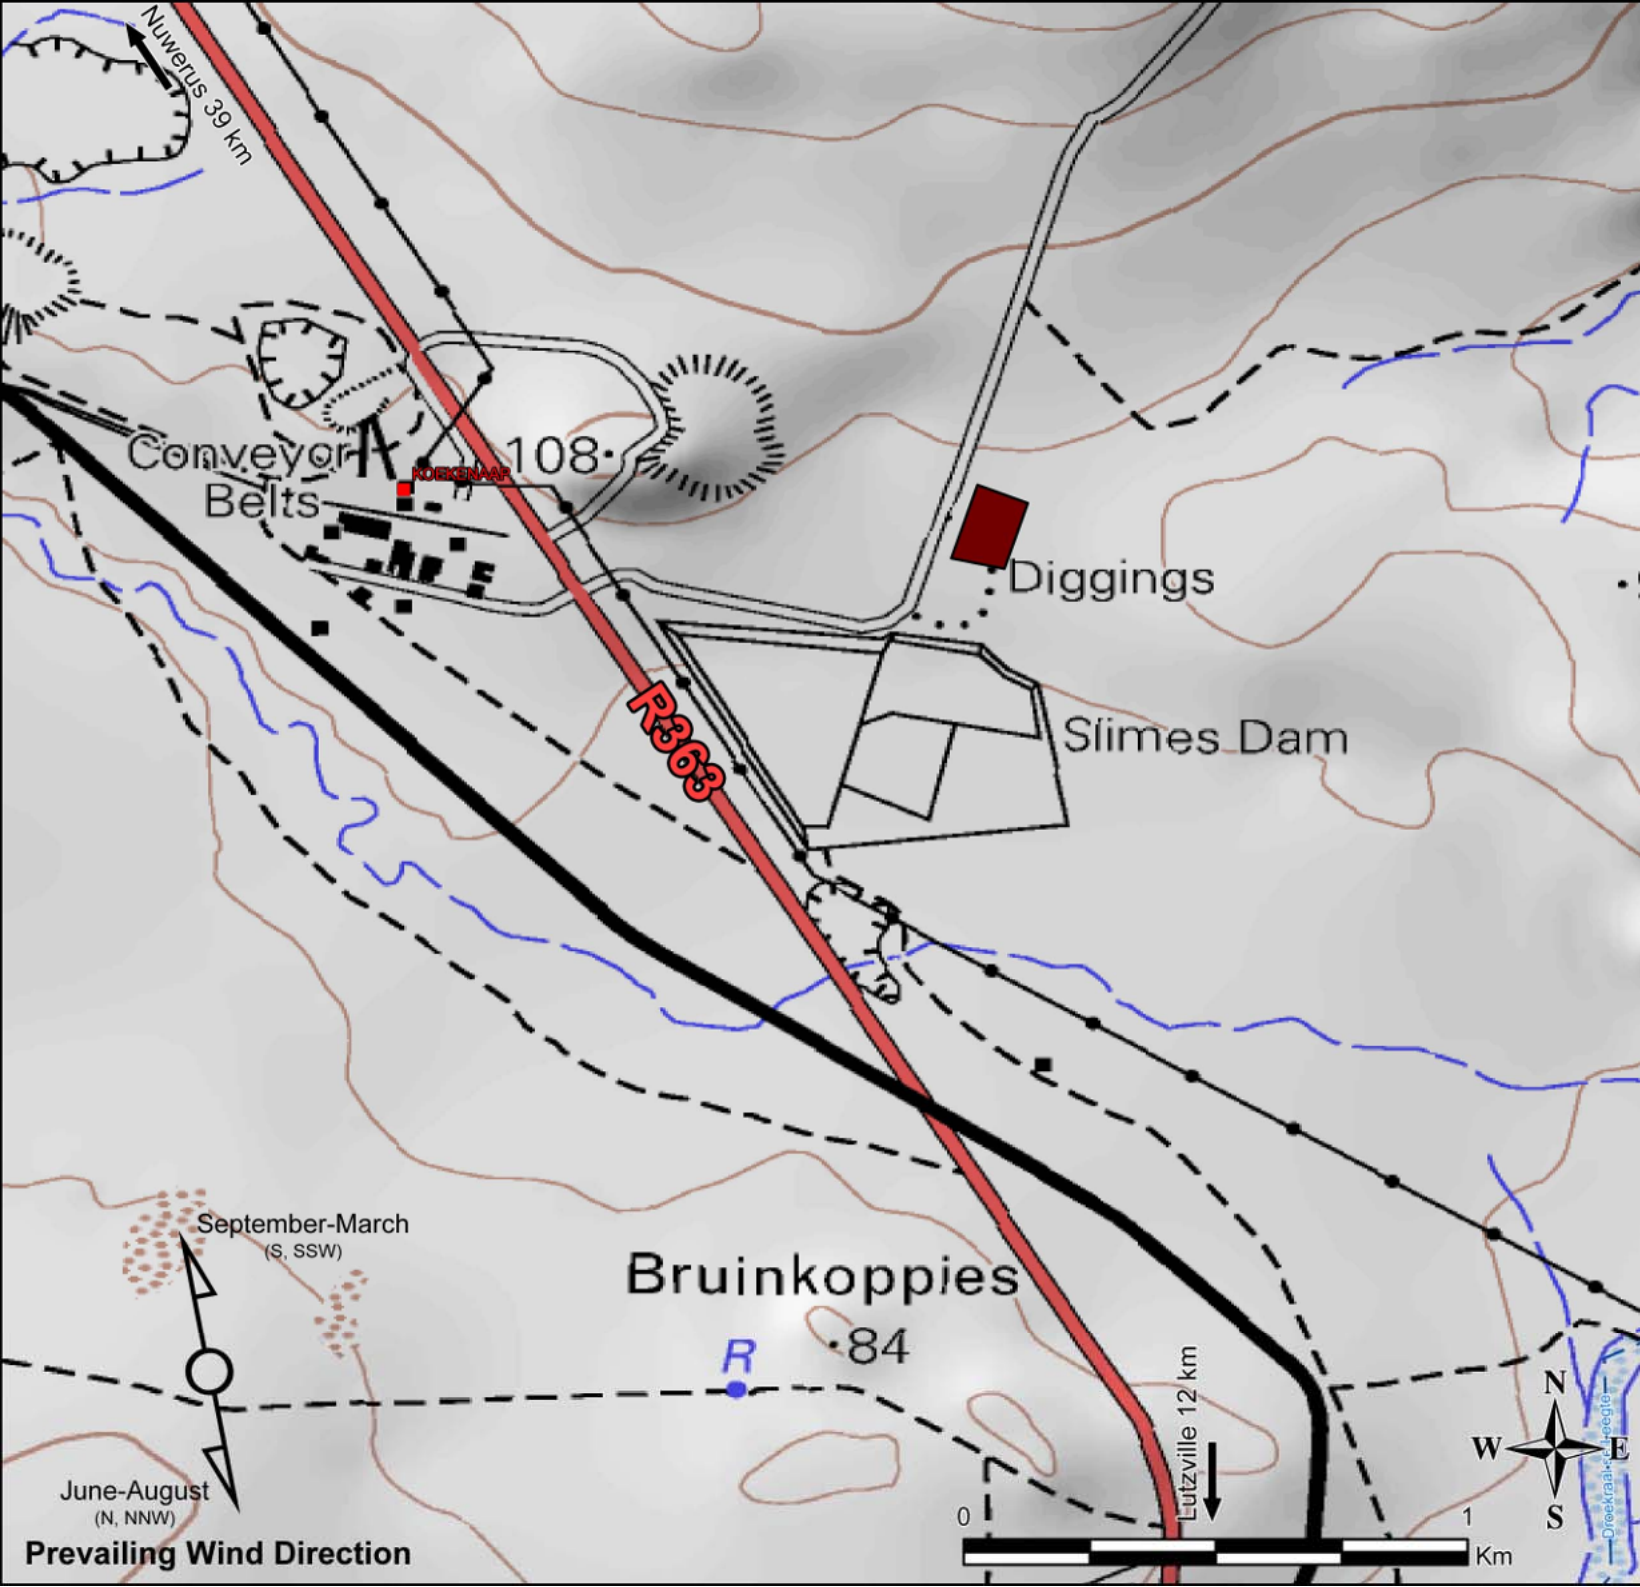 Nuwerus 39 km
Conveyor
Belts
KOEKENAAP
108
Diggings
R363
Slimes Dam
September-March
(S, SSW)
Bruinkoppies
84
R
Lutzville 12 km
N
W
E
S
June-August
(N, NNW)
Prevailing Wind Direction
0
1
Km